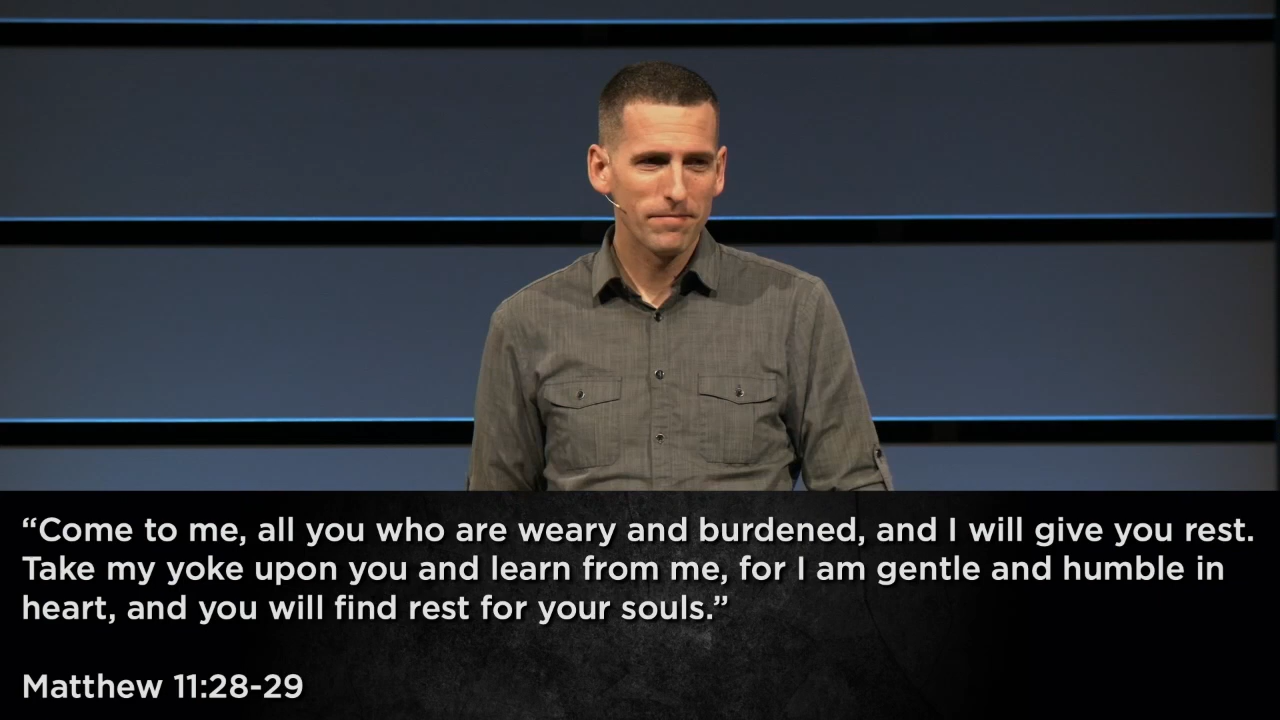 “Come to me, all you who are weary and burdened, and I will give you rest.
Take my yoke upon you and learn from me, for I am gentle and humble in
heart, and you will find rest for your souls.”
Matthew 11:28-29